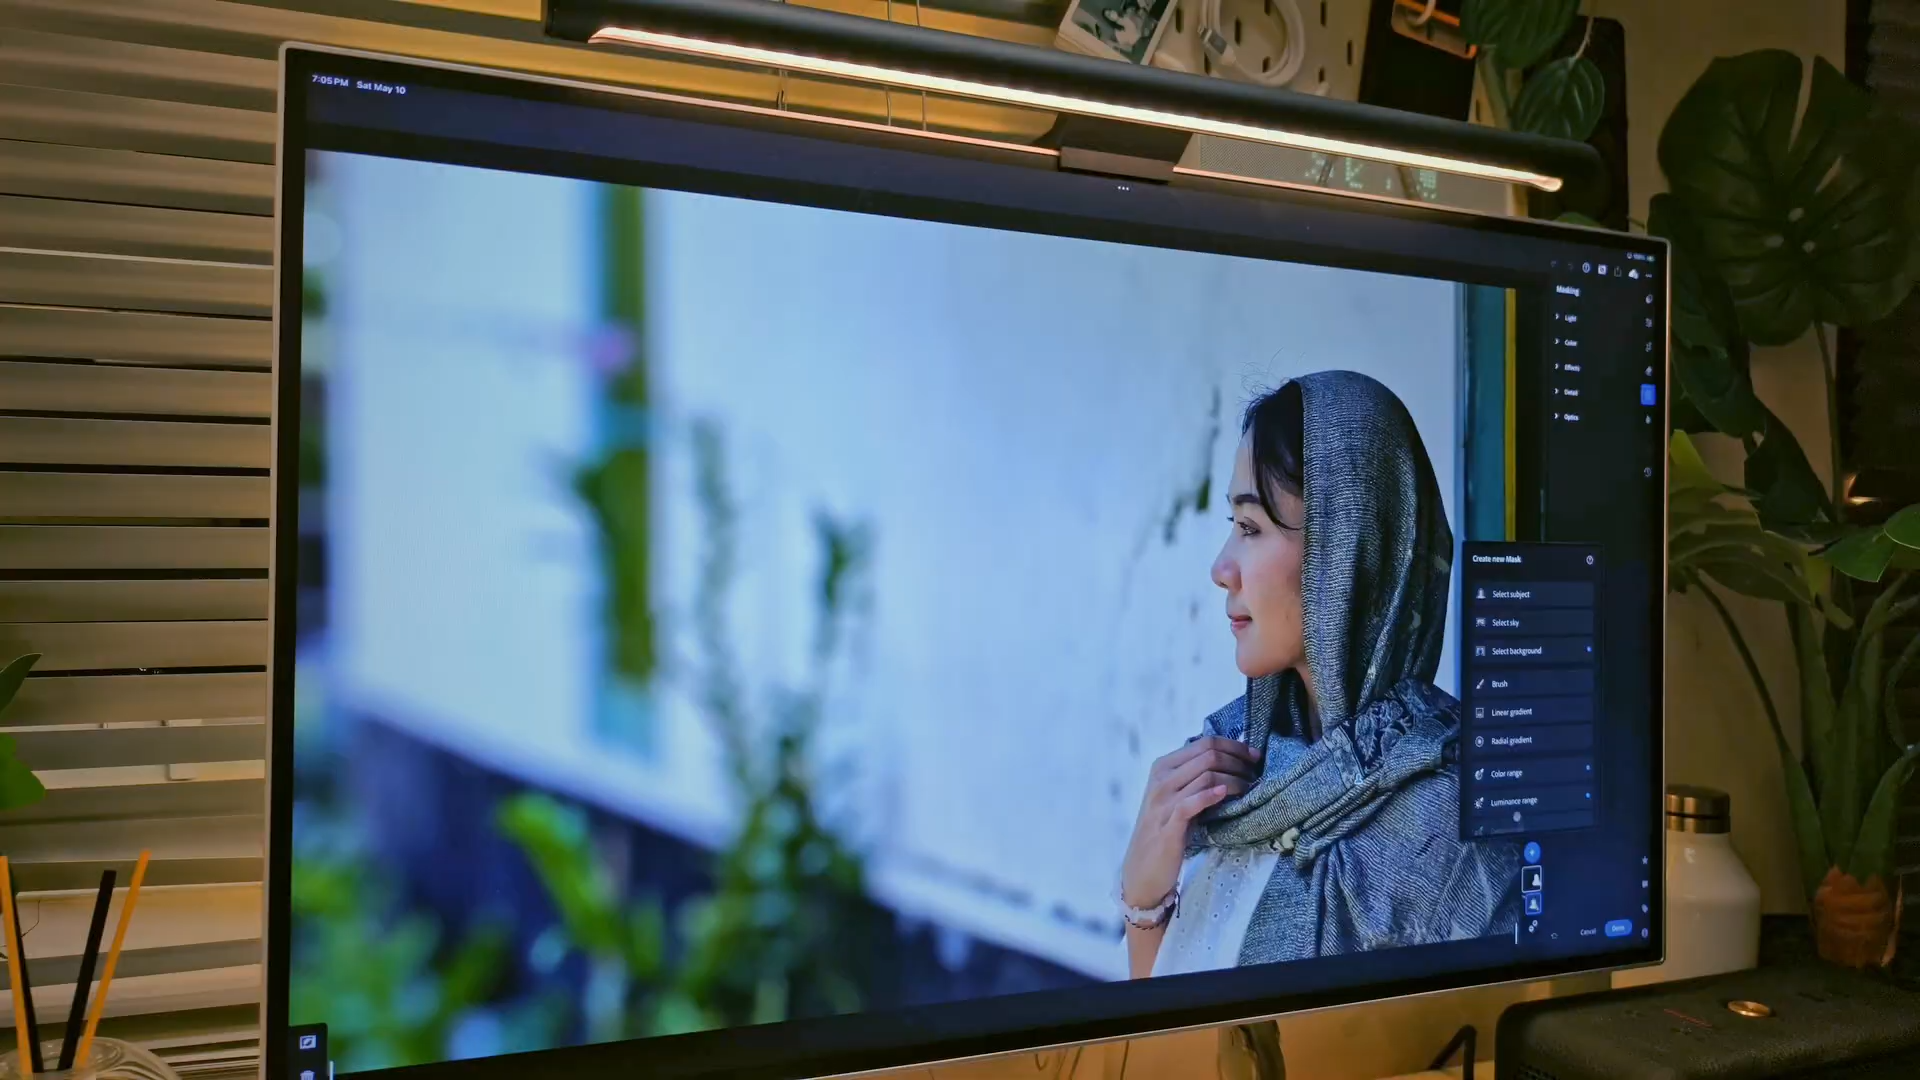 7:05 PM Sat May 10
Masking
Light
Color
Effects
Detail
Optics
Create new Mask
Select subject
Select sky
Select background
Brush
Linear gradient
Radial gradient
Color range
Luminance range
Cancel
Done